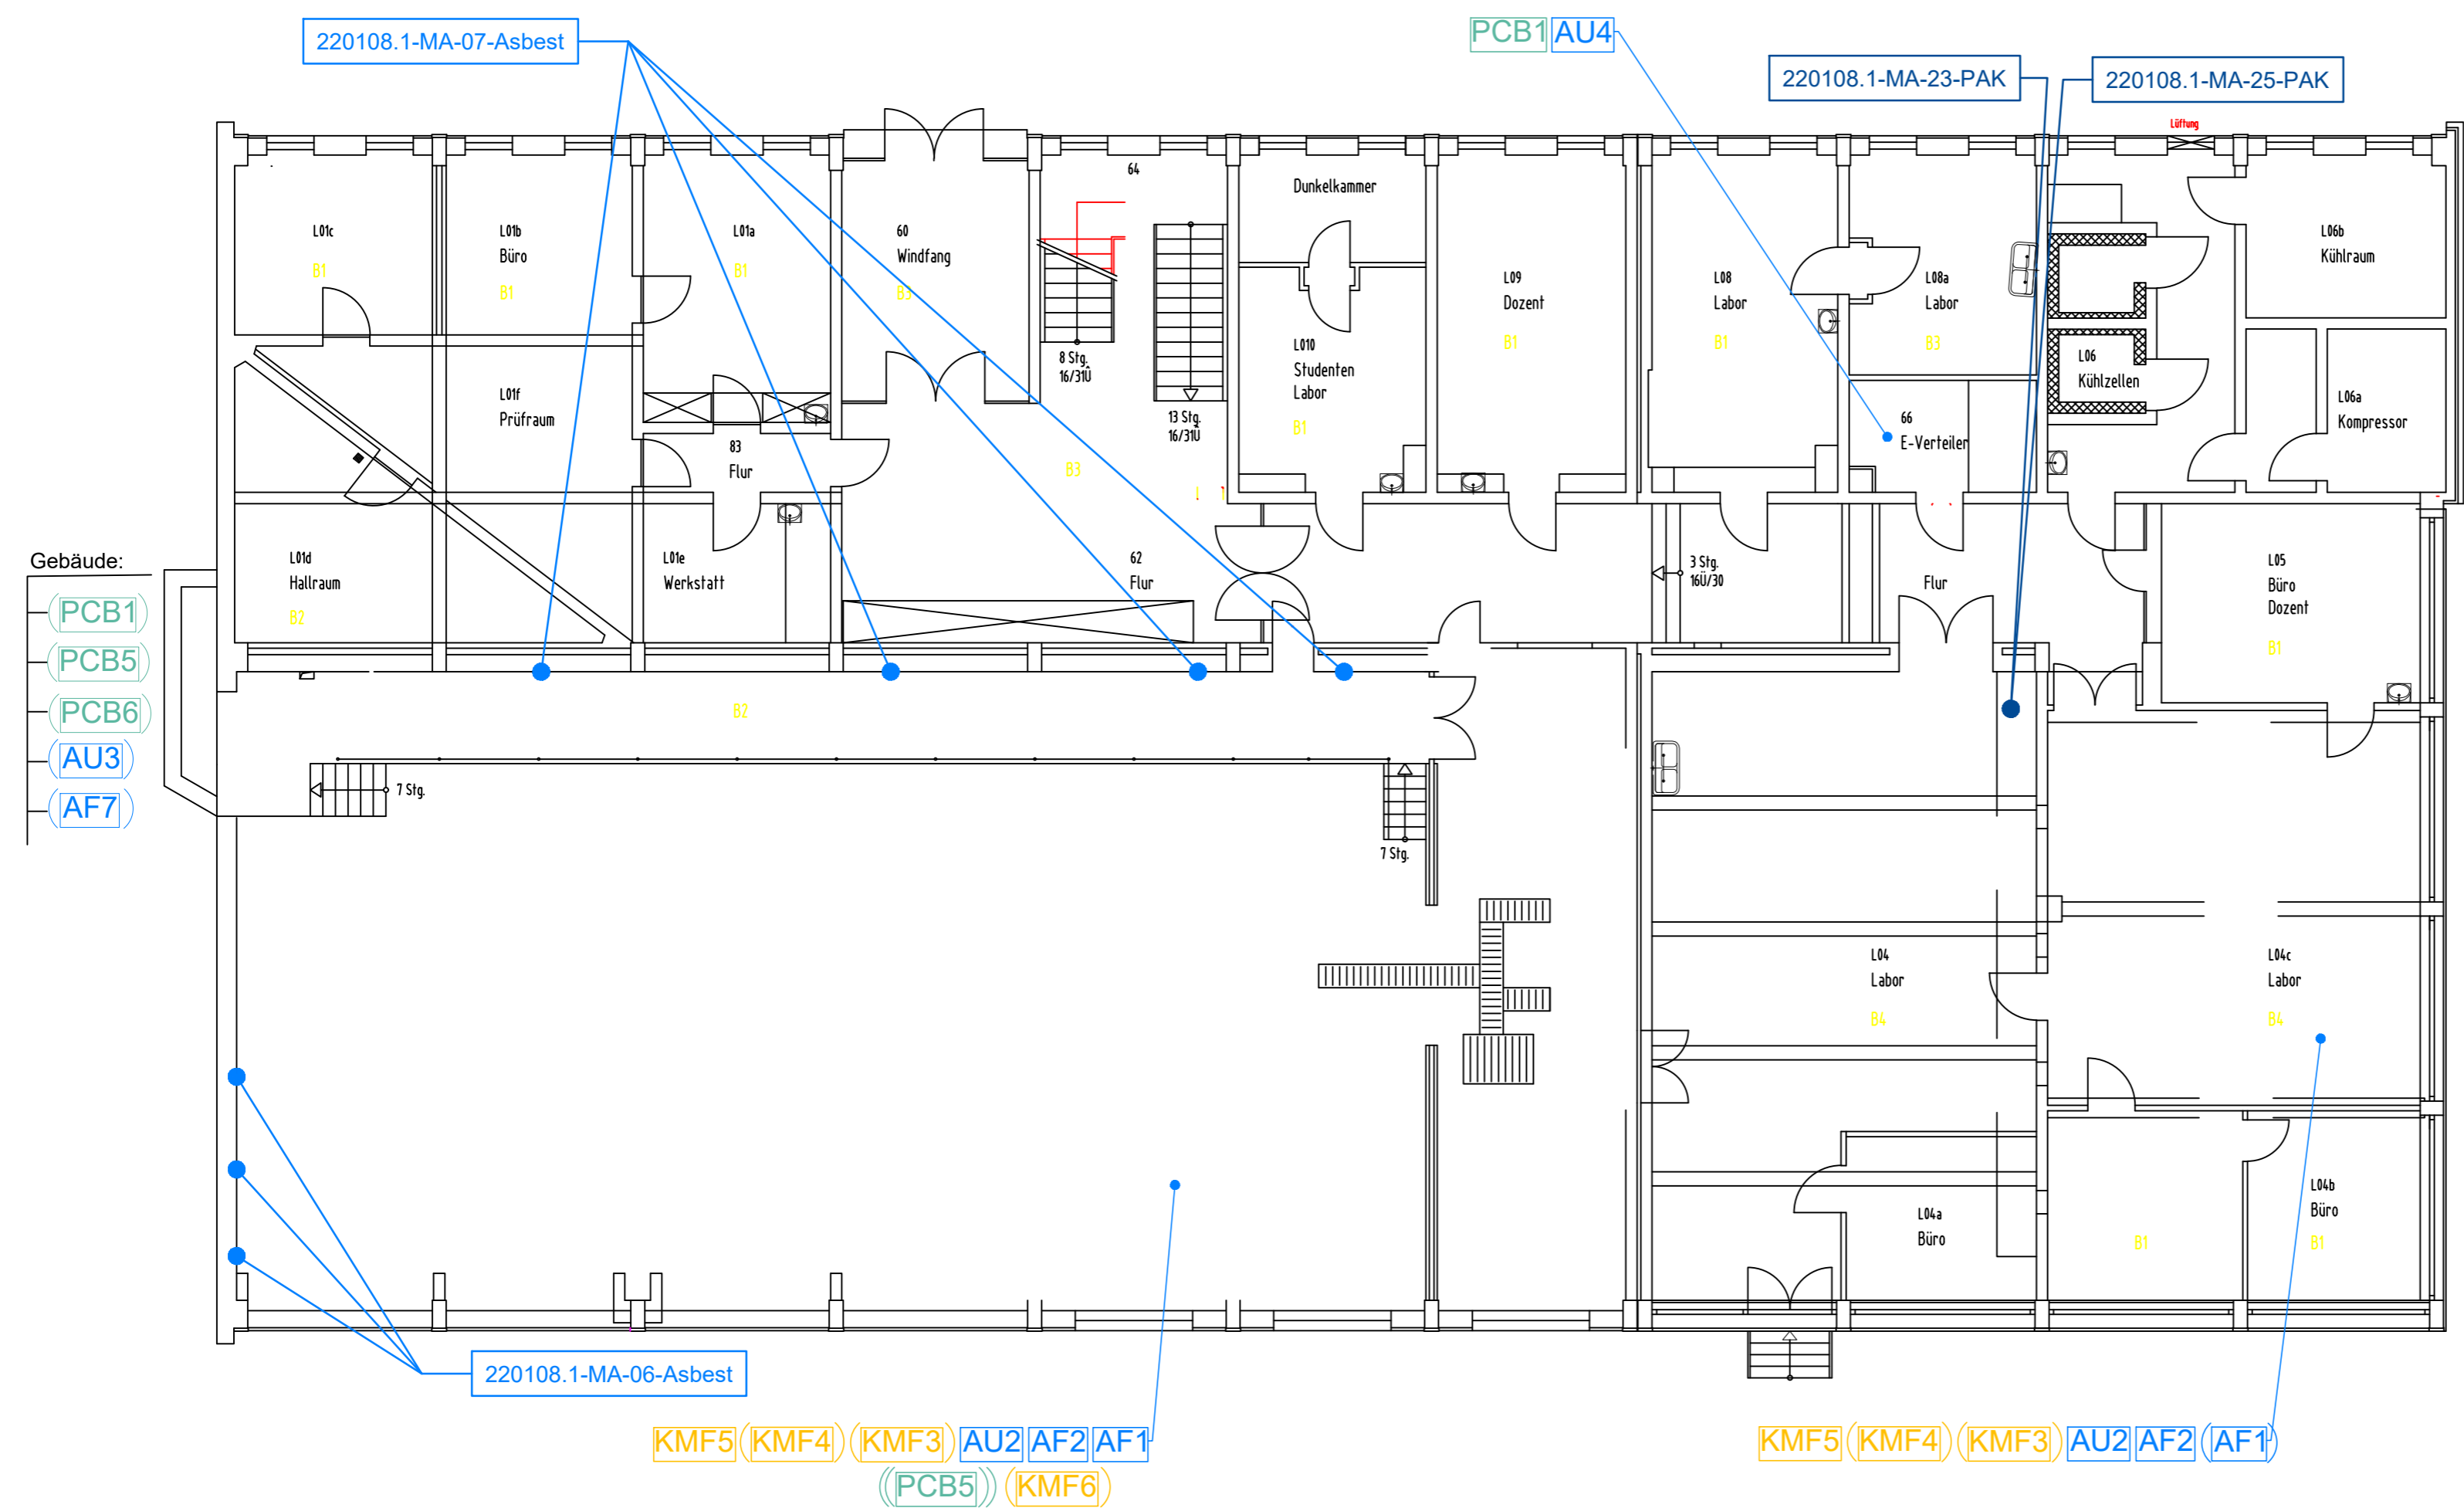 220108.1-MA-07-Asbest
PCB1 AU4
220108.1-MA-23-PAK
220108.1-MA-25-PAK
Lüftung
64
Dunkelkammer
L01c
B1
L01b
Büro
B1
L01a
B1
60
Windfang
B3
L09
Dozent
B1
L08
Labor
B1
L08a
Labor
B3
L06b
Kühlraum
8 Stg.
16/31Û
13 Stg.
16/31Ü
L010
Studenten
Labor
B1
L06
Kühlzellen
L06a
Kompressor
66
E-Verteiler
L01f
Prüfraum
83
Flur
B3
L01d
Hallraum
B2
L01e
Werkstatt
62
Flur
3 Stg.
16Ü/30
Flur
L05
Büro
Dozent
B1
Gebäude:
(PCB1)
(PCB5)
(PCB6)
(AU3)
(AF7)
B2
7 Stg.
7 Stg.
L04
Labor
B4
L04c
Labor
B4
L04a
Büro
B1
L04b
Büro
B1
220108.1-MA-06-Asbest
KMF5 (KMF4) (KMF3) AU2 AF2 AF1
((PCB5)) (KMF6)
KMF5 (KMF4) (KMF3) AU2 AF2 (AF1)